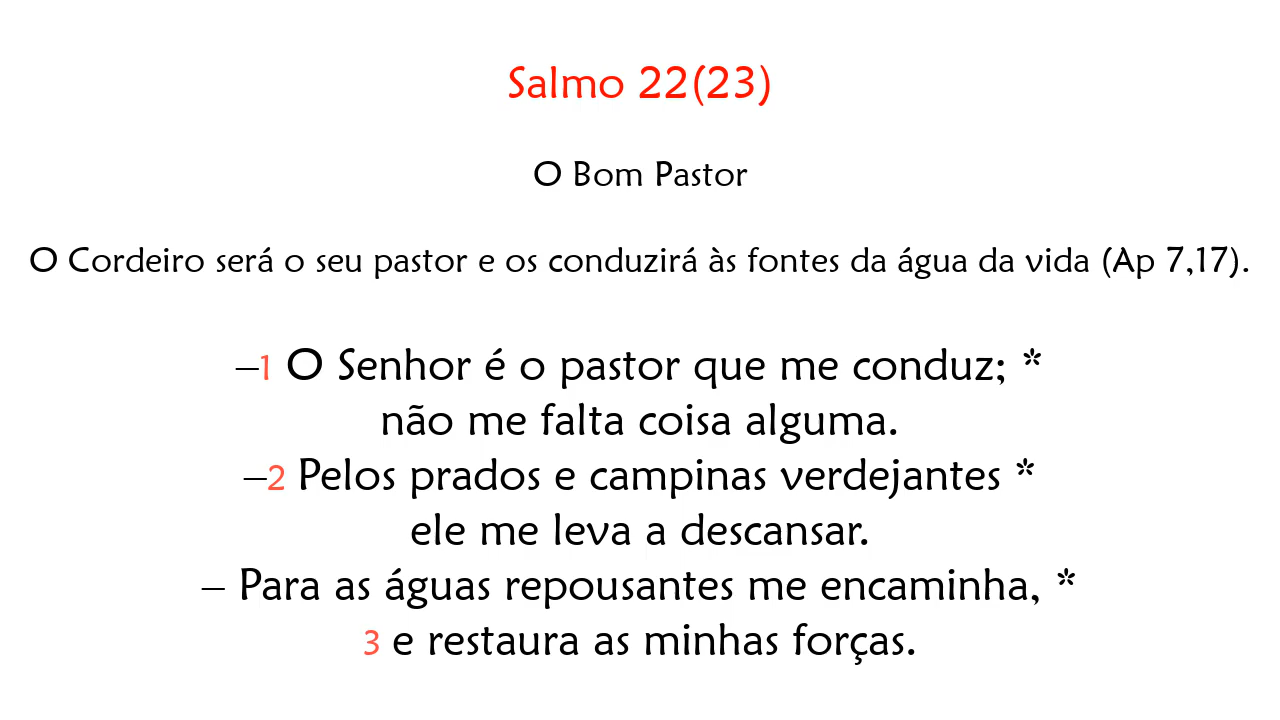 Salmo 22(23)
O Bom Pastor
O Cordeiro será o seu pastor e os conduzirá às fontes da água da vida (Ap 7,17).
–1 O Senhor é o pastor que me conduz; *
não me falta coisa alguma.
–2 Pelos prados e campinas verdejantes *
ele me leva a descansar.
– Para as águas repousantes me encaminha, *
3 e restaura as minhas forças.